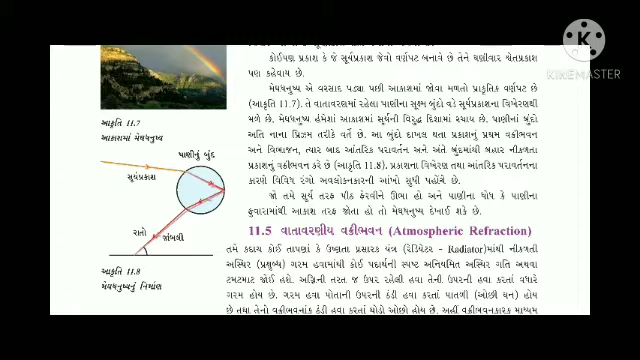 કોઈપણ પ્રકાશ કે જે સૂર્યપ્રકાશ જેવો વર્ણપટ બનાવે છે તેને ઘણીવાર શ્વેતપ્રકાશ
પણ કહેવાય છે.
મેઘધનુષ્ય એ વરસાદ પડ્યા પછી આકાશમાં જોવા મળતો પ્રાકૃતિક વર્ણપટ છે
(આકૃતિ 11.7). તે વાતાવરણમાં રહેલા પાણીના સૂક્ષ્મ બુંદો વડે સૂર્યપ્રકાશના વિખેરણથી
મળે છે. મેઘધનુષ્ય હંમેશાં આકાશમાં સૂર્યની વિરુદ્ધ દિશામાં રચાય છે. પાણીનાં બુંદો
અતિ નાના પ્રિઝમ તરીકે વર્તે છે. આ બુંદો દાખલ થતા પ્રકાશનું પ્રથમ વક્રીભવન
અને વિભાજન, ત્યાર બાદ આંતરિક પરાવર્તન અને અંતે બુંદમાંથી બહાર નીકળતા
પ્રકાશનું વક્રીભવન કરે છે (આકૃતિ 11.8). પ્રકાશના વિખેરણ તથા આંતરિક પરાવર્તનના
કારણે વિવિધ રંગો અવલોકનકારની આંખો સુધી પહોંચે છે.
જો તમે સૂર્ય તરફ પીઠ ફેરવીને ઊભા હો અને પાણીના ધોધ કે પાણીના
ફુવારામાંથી આકાશ તરફ જોતા હો તો મેઘધનુષ્ય દેખાઈ શકે છે.
11.5 વાતાવરણીય વક્રીભવન (Atmospheric Refraction)
તમે કદાચ કોઈ તાપણાં કે ઉષ્ણતા પ્રસારક યંત્ર (રેડિયેટર – Radiator)માંથી નીકળતી
અસ્થિર (પ્રક્ષુબ્ધ) ગરમ હવામાંથી કોઈ પદાર્થની સ્પષ્ટ અનિયમિત અસ્થિર ગતિ અથવા
ટમટમાટ જોઈ હશે. અગ્નિની તરત જ ઉપર રહેલી હવા તેની ઉપરની હવા કરતાં વધારે
ગરમ હોય છે. ગરમ હવા પોતાની ઉપરની ઠંડી હવા કરતાં પાતળી (ઓછી ઘન) હોય
છે તથા તેનો વક્રીભવનાંક ઠંડી હવા કરતાં થોડો ઓછો હોય છે. અહીં વક્રીભવનકારક માધ્યમ
આકૃતિ 11.7
આકાશમાં મેઘધનુષ્ય
પાણીનું બુંદ
સૂર્યપ્રકાશ
રાતો
જાંબલી
આકૃતિ 11.8
મેઘધનુષ્યનું નિર્માણ
K
KINEMASTER